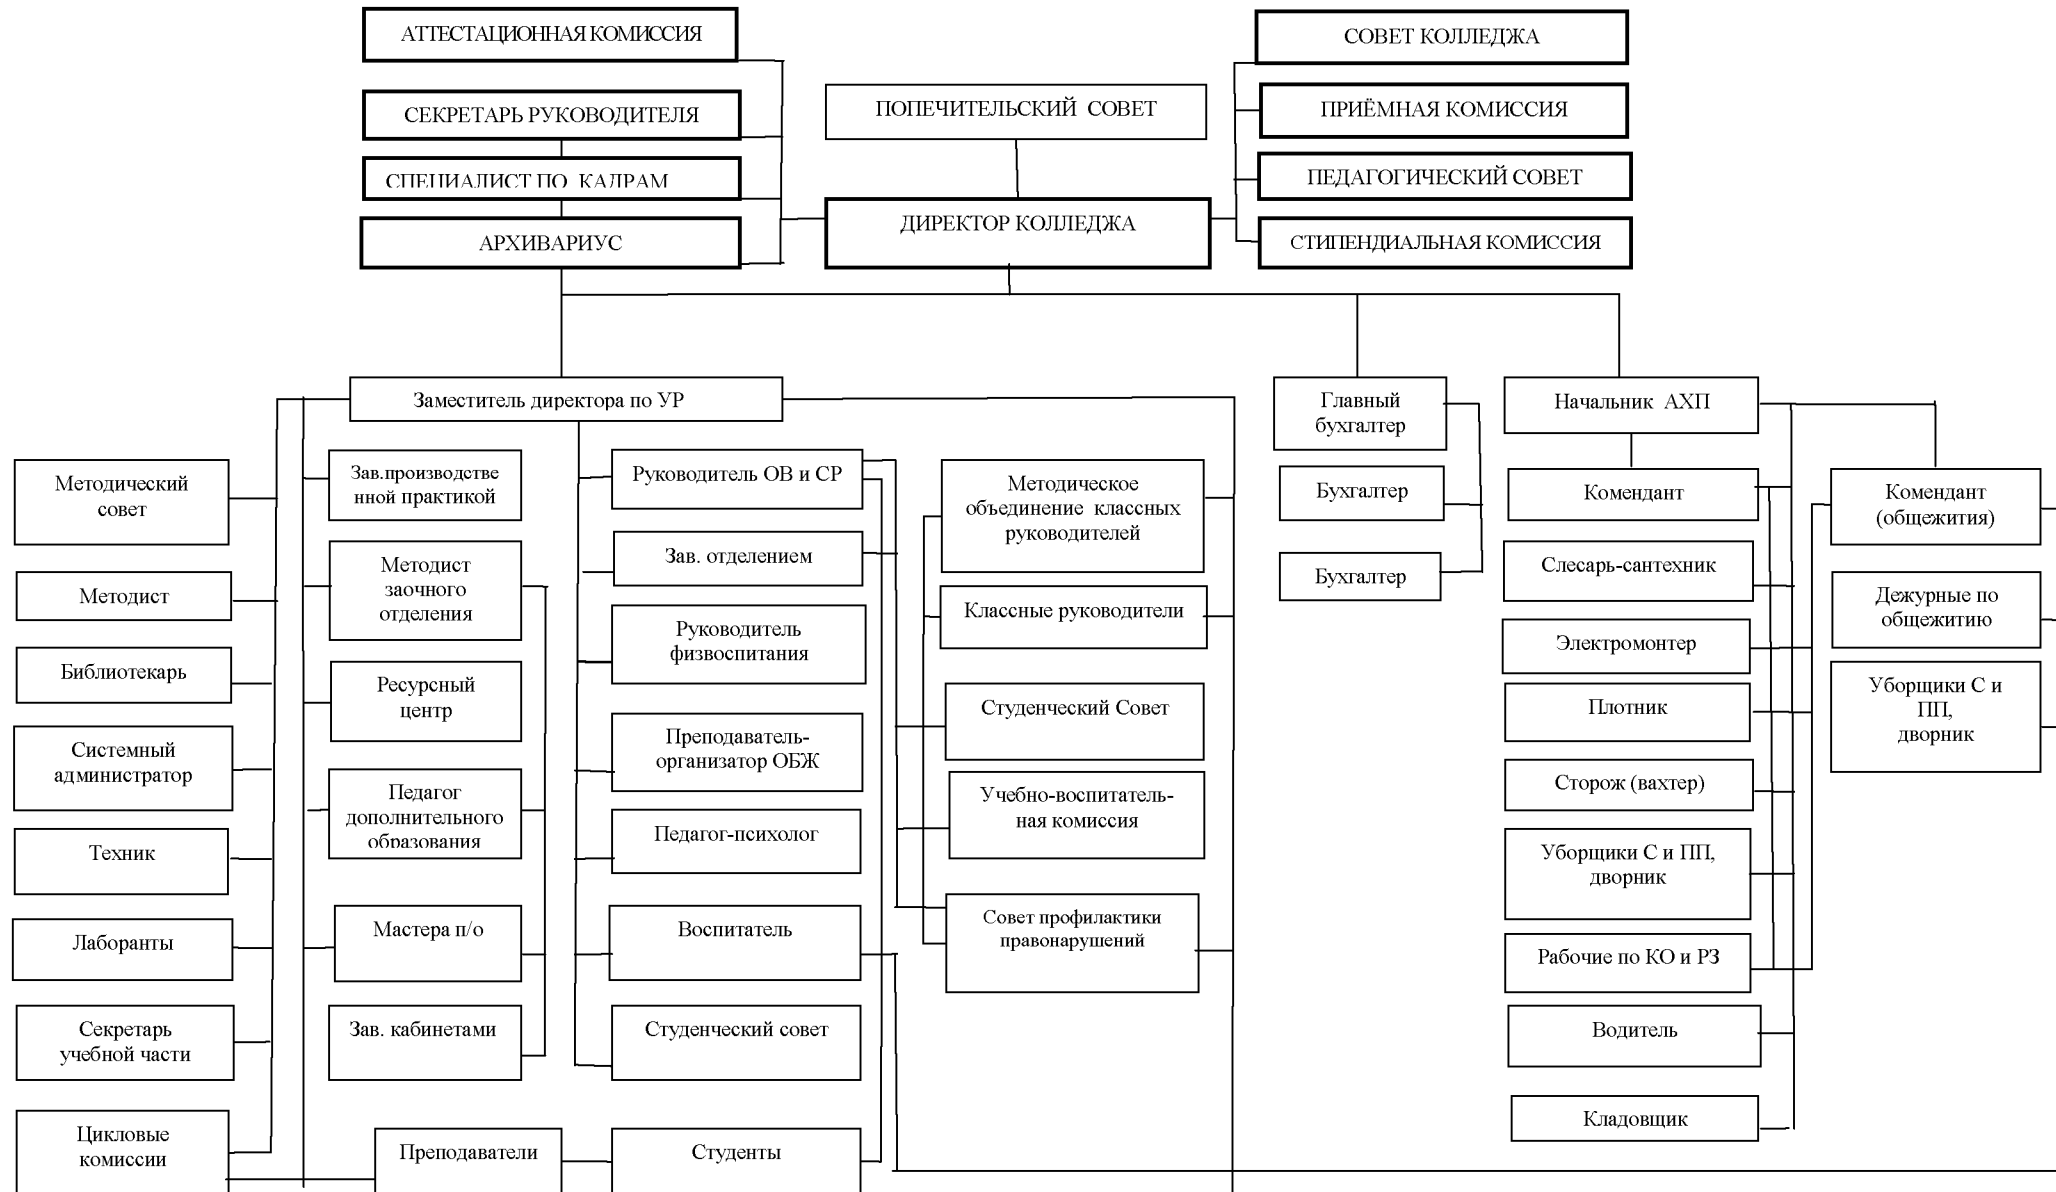 АТТЕСТАЦИОННАЯ КОМИССИЯ
СОВЕТ КОЛЛЕДЖА
СЕКРЕТАРЬ РУКОВОДИТЕЛЯ
ПОПЕЧИТЕЛЬСКИЙ СОВЕТ
ПРИЁМНАЯ КОМИССИЯ
СПЕЦИАЛИСТ ПО КАДРАМ
ПЕДАГОГИЧЕСКИЙ СОВЕТ
АРХИВАРИУС
ДИРЕКТОР КОЛЛЕДЖА
СТИПЕНДИАЛЬНАЯ КОМИССИЯ
Заместитель директора по УР
Главный
бухгалтер
Начальник АХП
Методический
совет
Методист
Библиотекарь
Системный
администратор
Техник
Лаборанты
Секретарь
учебной части
Цикловые
комиссии
Зав.производстве
нной практикой
Методист
заочного
отделения
Ресурсный
центр
Педагог
дополнительного
образования
Мастера п/о
Зав. кабинетами
Преподаватели
Руководитель ОВ и СР
Зав. отделением
Руководитель
физвоспитания
Преподаватель-
организатор ОБЖ
Педагог-психолог
Воспитатель
Студенческий совет
Студенты
Методическое
объединение классных
руководителей
Классные руководители
Студенческий Совет
Учебно-воспитатель-
ная комиссия
Совет профилактики
правонарушений
Бухгалтер
Бухгалтер
Комендант
Слесарь-сантехник
Электромонтер
Плотник
Сторож (вахтер)
Уборщики С и ПП,
дворник
Рабочие по КО и РЗ
Водитель
Кладовщик
Комендант
(общежития)
Дежурные по
общежитию
Уборщики С и
ПП,
дворник